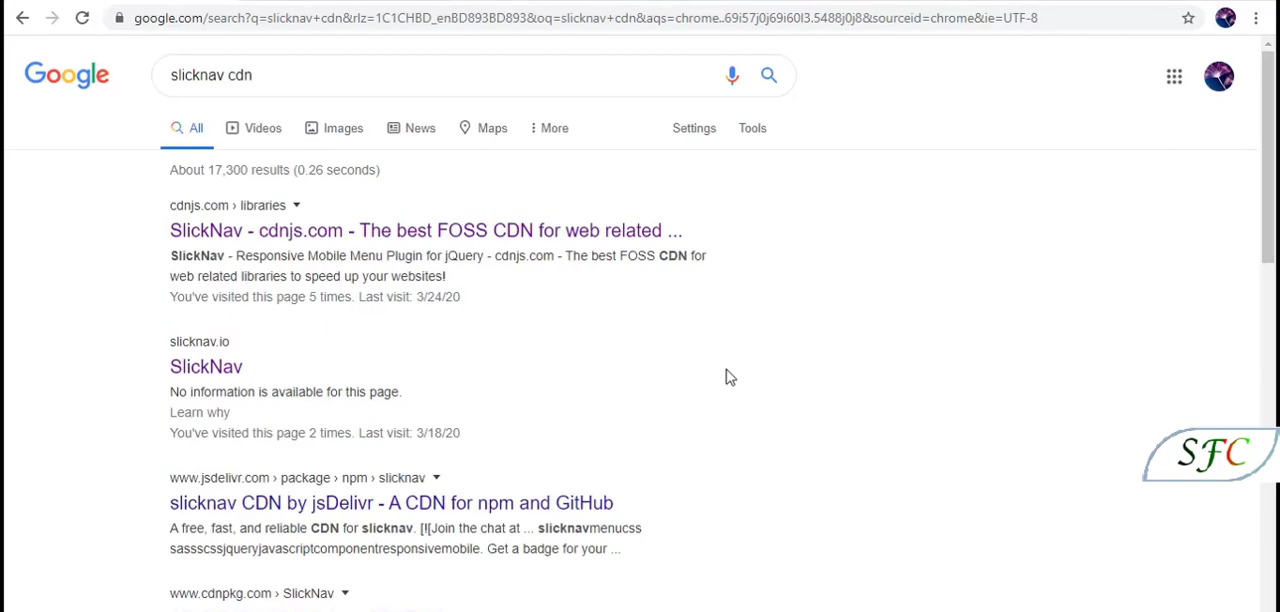 google.com/search?q=slicknav+cdn&rlz=1C1CHBD_enBD893BD893&oq=slicknav+cdn&aqs=chrome..69i57j0j69i60l3.5488j0j8&sourceid=chrome&ie=UTF-8
Google slicknav cdn
All Videos Images News Maps More Settings Tools
About 17,300 results (0.26 seconds)
cdnjs.com › libraries
SlickNav - cdnjs.com - The best FOSS CDN for web related ...
SlickNav - Responsive Mobile Menu Plugin for jQuery - cdnjs.com - The best FOSS CDN for
web related libraries to speed up your websites!
You've visited this page 5 times. Last visit: 3/24/20
slicknav.io
SlickNav
No information is available for this page.
Learn why
You've visited this page 2 times. Last visit: 3/18/20
SFC
www.jsdelivr.com › package › npm › slicknav
slicknav CDN by jsDelivr - A CDN for npm and GitHub
A free, fast, and reliable CDN for slicknav. [![Join the chat at ... slicknavmenucss
sassscssjqueryjavascriptcomponentresponsivemobile. Get a badge for your ...
www.cdnpkg.com › SlickNav